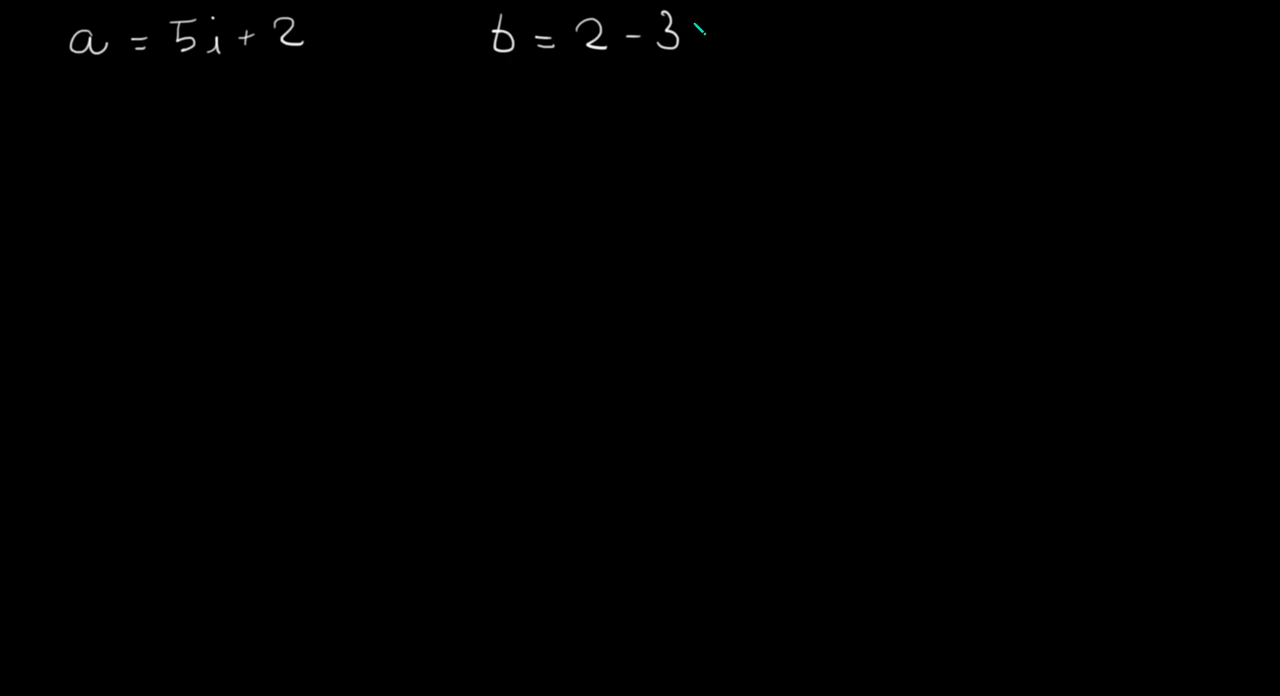 a = 5i + 2 b = 2 - 3